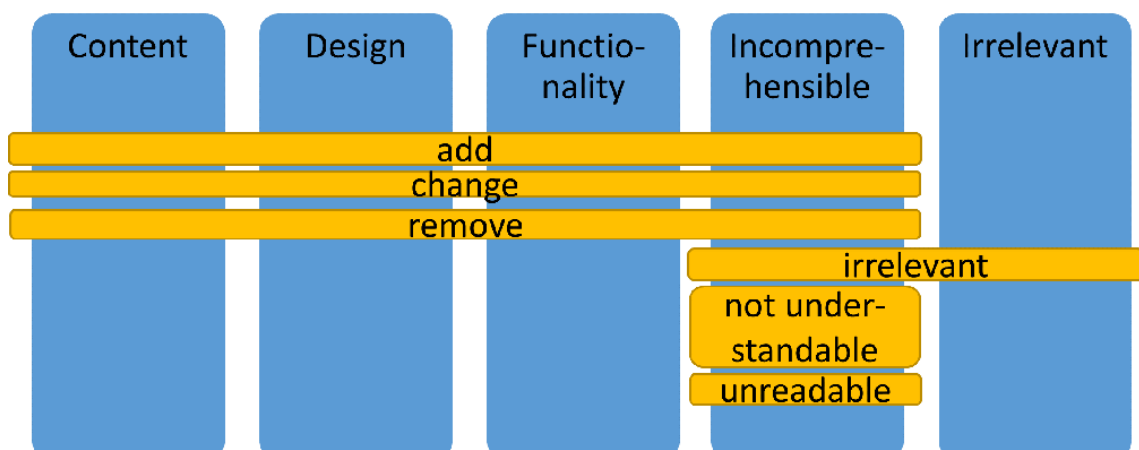 Content
Design
Functio-
nality
Incompre-
hensible
Irrelevant
add
change
remove
irrelevant
not under-
standable
unreadable